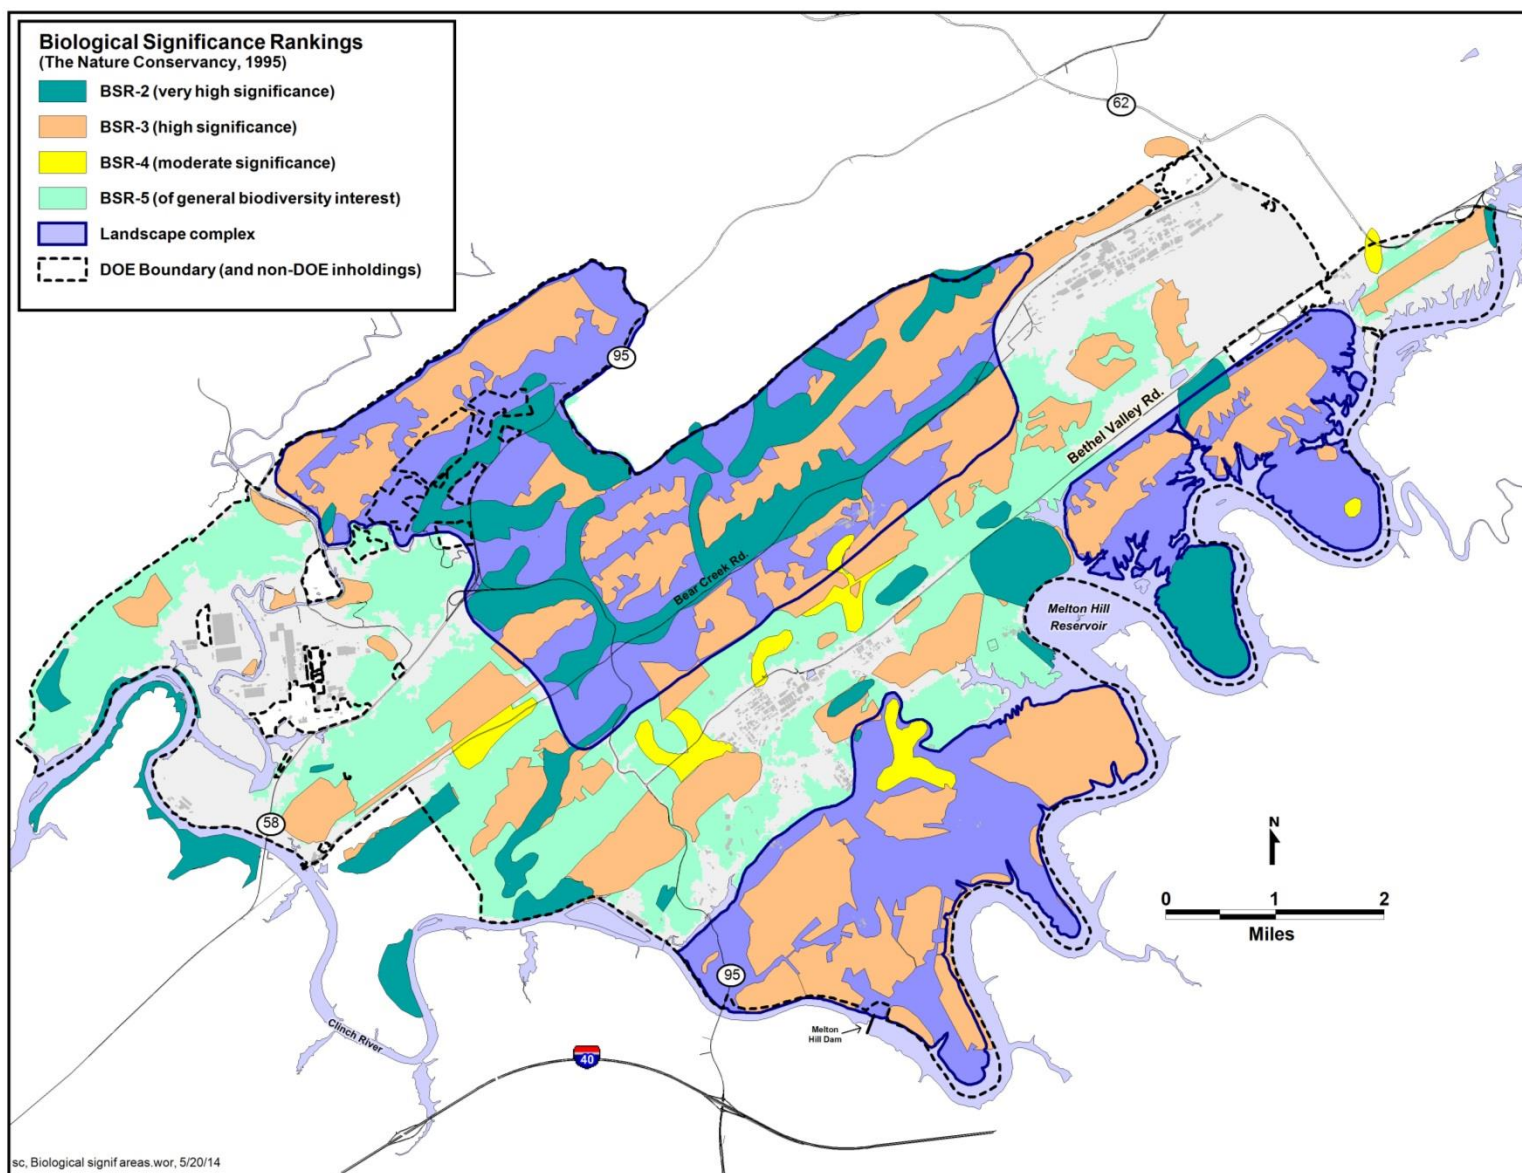 Biological Significance Rankings
(The Nature Conservancy, 1995)
BSR-2 (very high significance)
BSR-3 (high significance)
BSR-4 (moderate significance)
BSR-5 (of general biodiversity interest)
Landscape complex
DOE Boundary (and non-DOE inholdings)
62
95
Bethel Valley Rd.
Bear Creek Rd.
Melton Hill
Reservoir
58
N
0 1 2
Miles
95
Melton
Hill Dam
Clinch River
40
sc, Biological signif areas.wor, 5/20/14